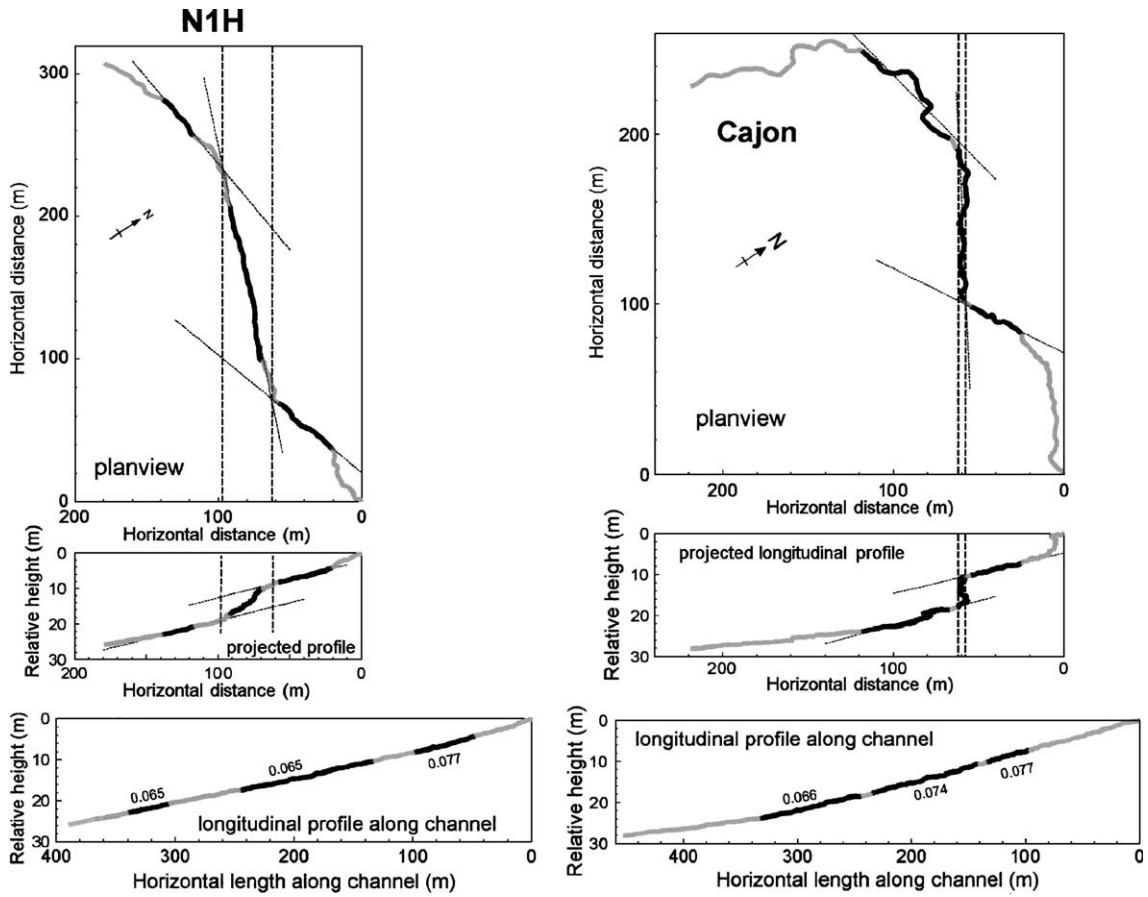 N1H
300
200
100
0
Horizontal distance (m)
N
planview
200
100
0
Horizontal distance (m)
0
10
20
30
Relative height (m)
projected profile
200
100
0
Horizontal distance (m)
0
10
20
30
Relative height (m)
0.065
0.065
0.077
longitudinal profile along channel
400
300
200
100
0
Horizontal length along channel (m)
Cajon
200
100
0
Horizontal distance (m)
N
planview
200
100
0
Horizontal distance (m)
0
10
20
30
Relative height (m)
projected longitudinal profile
200
100
0
Horizontal distance (m)
0
10
20
30
Relative height (m)
longitudinal profile along channel
0.066
0.074
0.077
400
300
200
100
0
Horizontal length along channel (m)